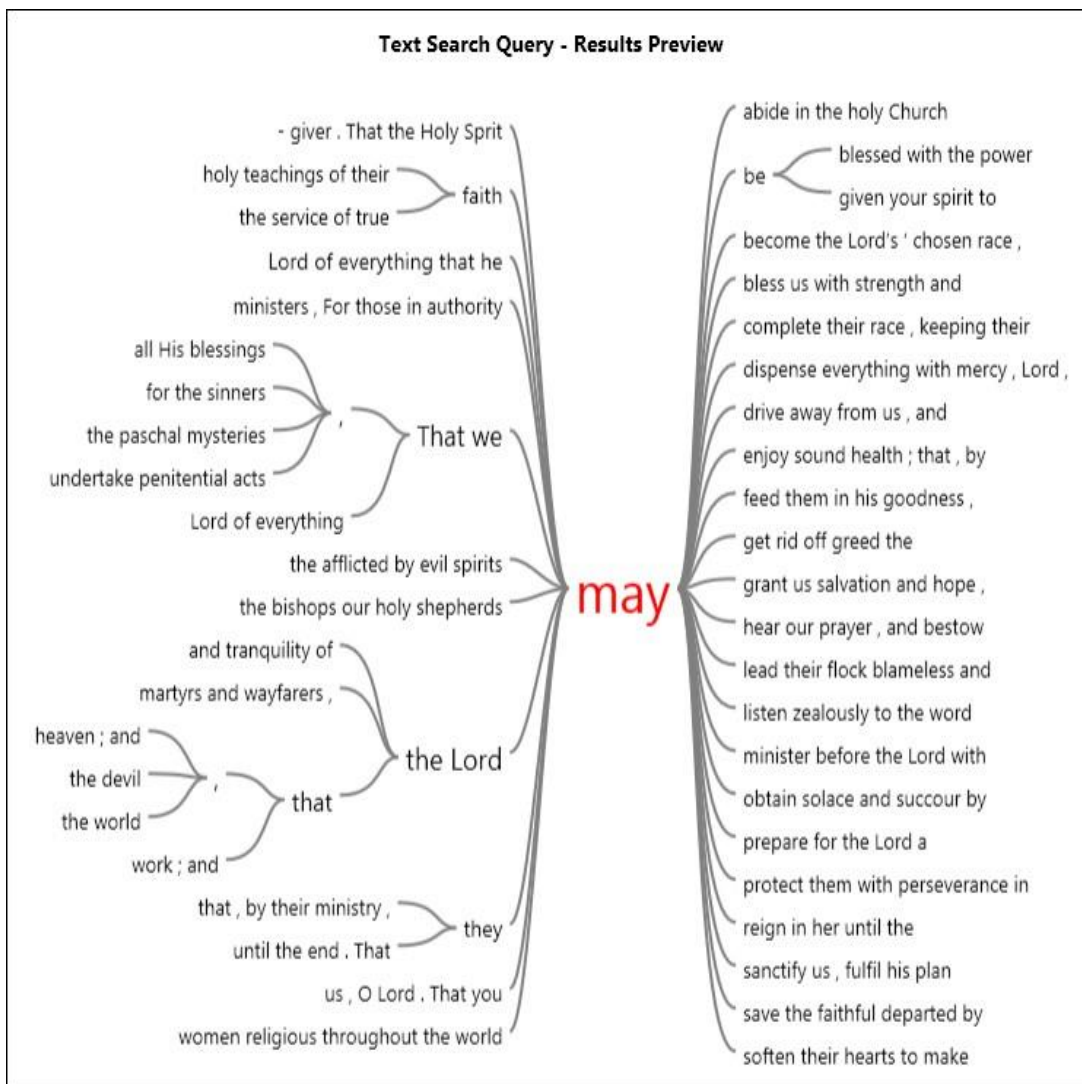 Text Search Query - Results Preview
- giver . That the Holy Sprit
holy teachings of their
the service of true
faith
Lord of everything that he
ministers , For those in authority
all His blessings
for the sinners
the paschal mysteries
undertake penitential acts
,
Lord of everything
That we
the afflicted by evil spirits
the bishops our holy shepherds
and tranquility of
martyrs and wayfarers ,
heaven ; and
the devil
the world
,
work ; and
that
the Lord
that , by their ministry ,
until the end . That
they
us , O Lord . That you
women religious throughout the world
may
abide in the holy Church
be
blessed with the power
given your spirit to
become the Lord's ' chosen race ,
bless us with strength and
complete their race , keeping their
dispense everything with mercy , Lord ,
drive away from us , and
enjoy sound health ; that , by
feed them in his goodness ,
get rid off greed the
grant us salvation and hope ,
hear our prayer , and bestow
lead their flock blameless and
listen zealously to the word
minister before the Lord with
obtain solace and succour by
prepare for the Lord a
protect them with perseverance in
reign in her until the
sanctify us , fulfil his plan
save the faithful departed by
soften their hearts to make